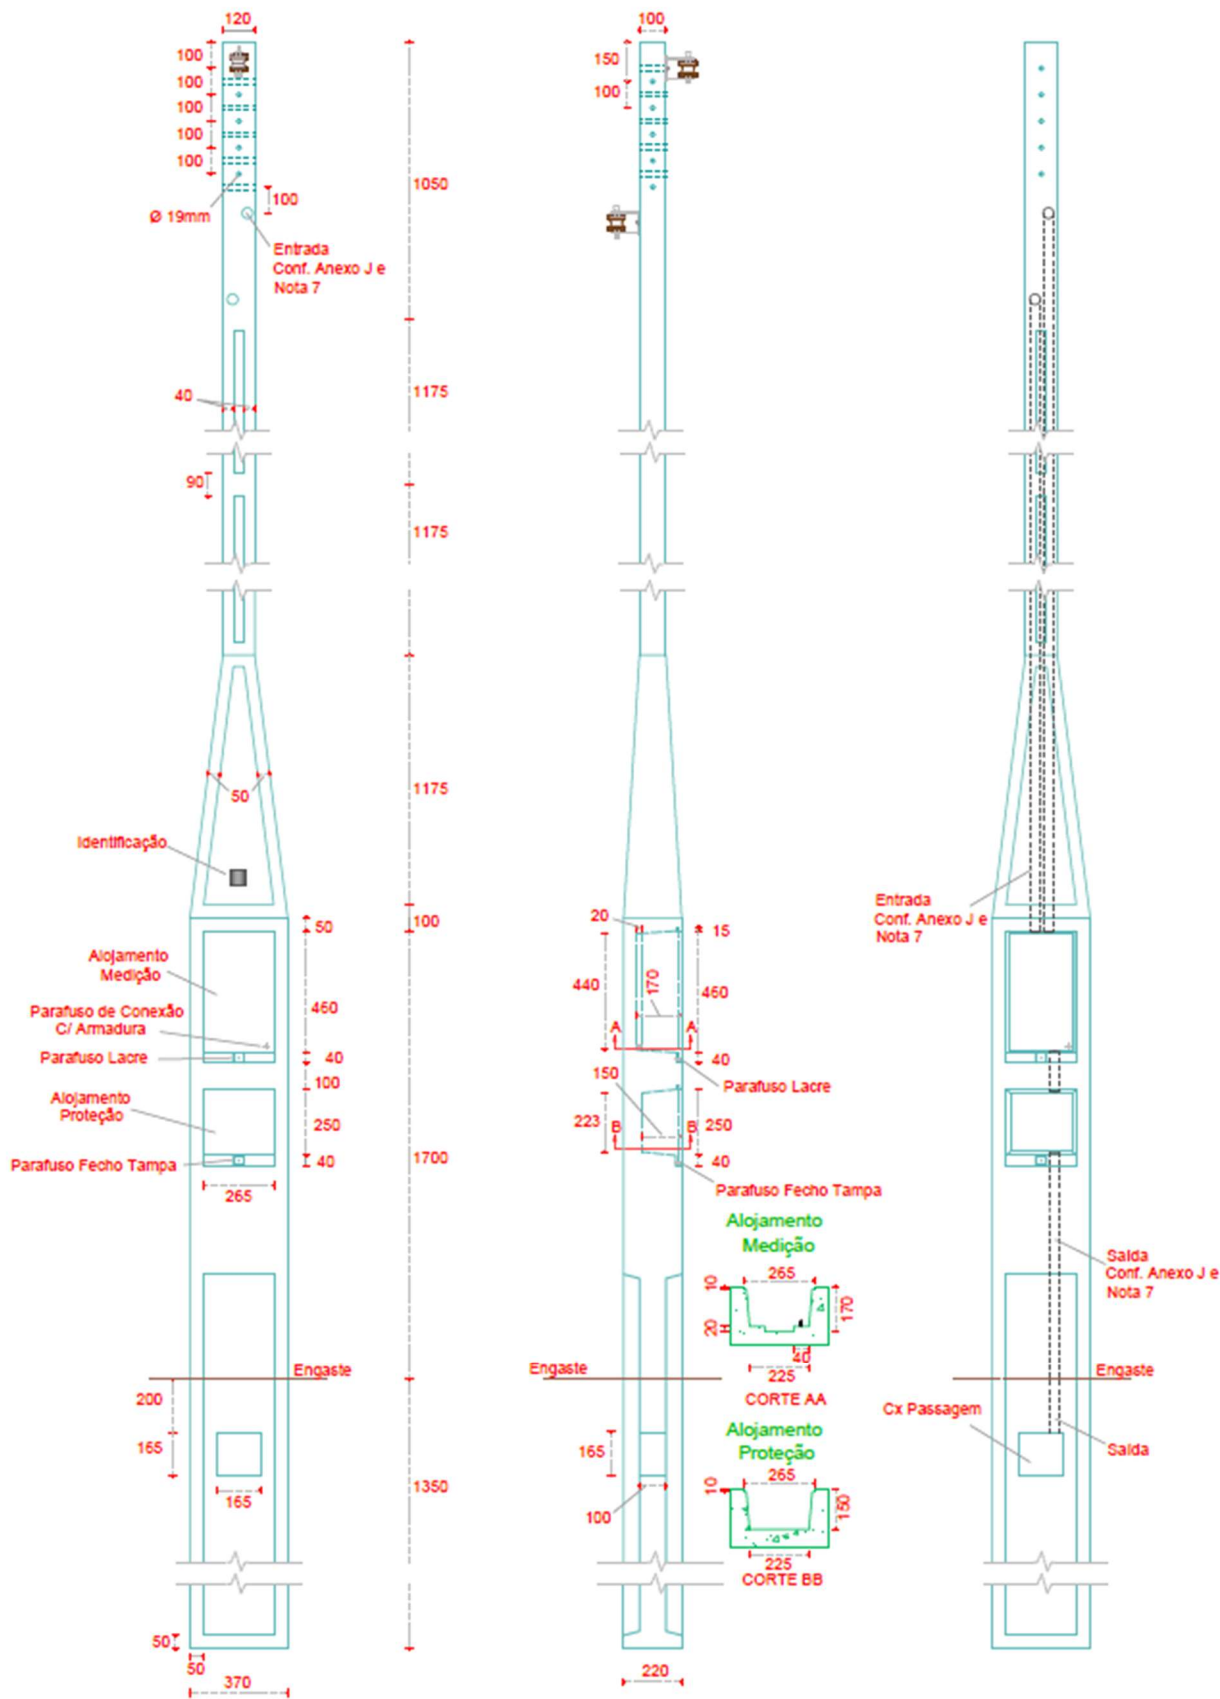 120
100
100
100
100
100
100
Ø 19mm
Entrada
Conf. Anexo J e
Nota 7
1050
40
1175
90
1175
50
1175
Identificação
50
100
Alojamento
Medição
460
Parafuso de Conexão
C/ Armadura
Parafuso Lacre
40
100
Alojamento
Proteção
250
Parafuso Fecho Tampa
40
265
1700
Engaste
200
165
165
1350
50
50
370
100
150
100
20
15
440
170
460
A
A
40
Parafuso Lacre
150
223
250
B
B
40
Parafuso Fecho Tampa
Alojamento
Medição
265
10
170
20
40
225
CORTE AA
Engaste
165
100
Alojamento
Proteção
265
10
150
225
CORTE BB
220
Entrada
Conf. Anexo J e
Nota 7
Saída
Conf. Anexo J e
Nota 7
Engaste
Cx Passagem
Saída